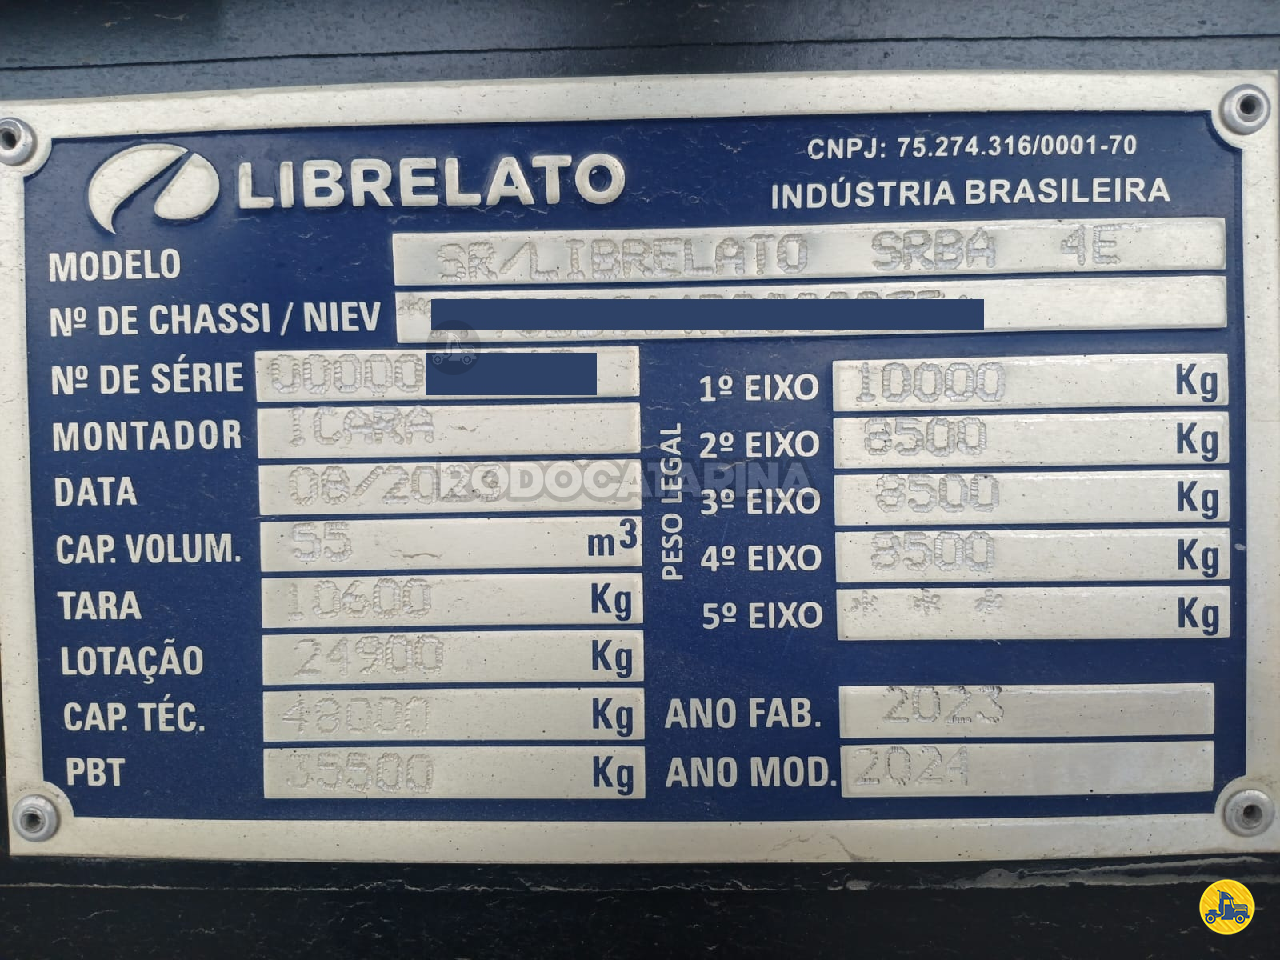 LIBRELATO
CNPJ: 75.274.316/0001-70
INDÚSTRIA BRASILEIRA
MODELO SR/LIBRELATO SRBA 4E
Nº DE CHASSI / NIEV
Nº DE SÉRIE 00000
MONTADOR ICARA
DATA 08/2023
CAP. VOLUM. 55 m3
TARA 10600 Kg
LOTAÇÃO 24900 Kg
CAP. TÉC. 48000 Kg
PBT 35500 Kg
PESO LEGAL
1º EIXO 10000 Kg
2º EIXO 8500 Kg
3º EIXO 8500 Kg
4º EIXO 8500 Kg
5º EIXO * * * Kg
ANO FAB. 2023
ANO MOD. 2024
RODOCATAPINA